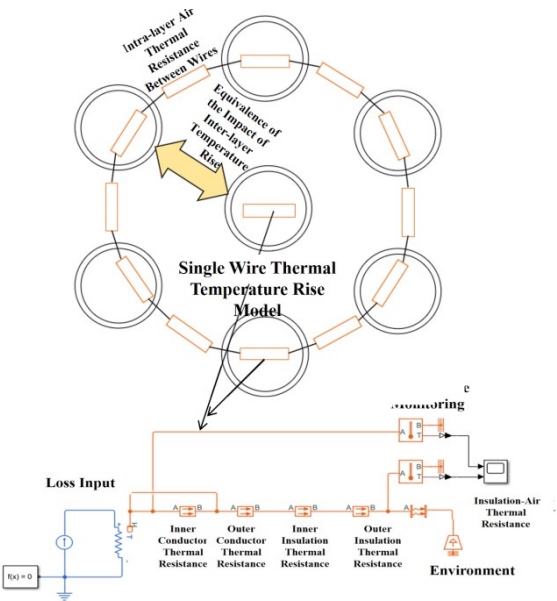 Intra-layer Air
Thermal
Resistance
Between Wires
Equivalence of
the Impact of
Inter-layer
Temperature
Rise
Single Wire Thermal
Temperature Rise
Model
Monitoring
A B
T
A B
T
Loss Input
H
T
A B
A B
A B
A B
A
Inner
Conductor
Thermal
Resistance
Outer
Conductor
Thermal
Resistance
Inner
Insulation
Thermal
Resistance
Outer
Insulation
Thermal
Resistance
Insulation-Air
Thermal
Resistance
Environment
f(x) = 0